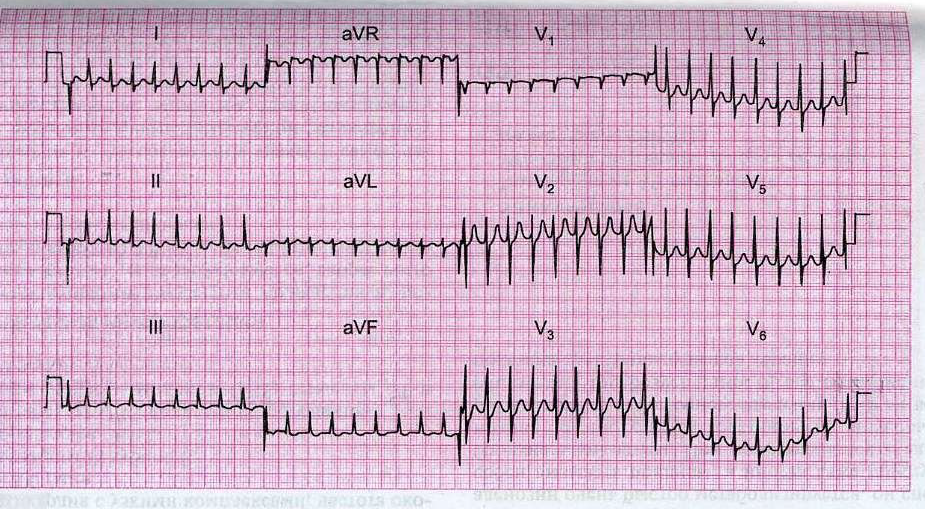 I aVR V₁ V₄
II aVL V₂ V₅
III aVF V₃ V₆